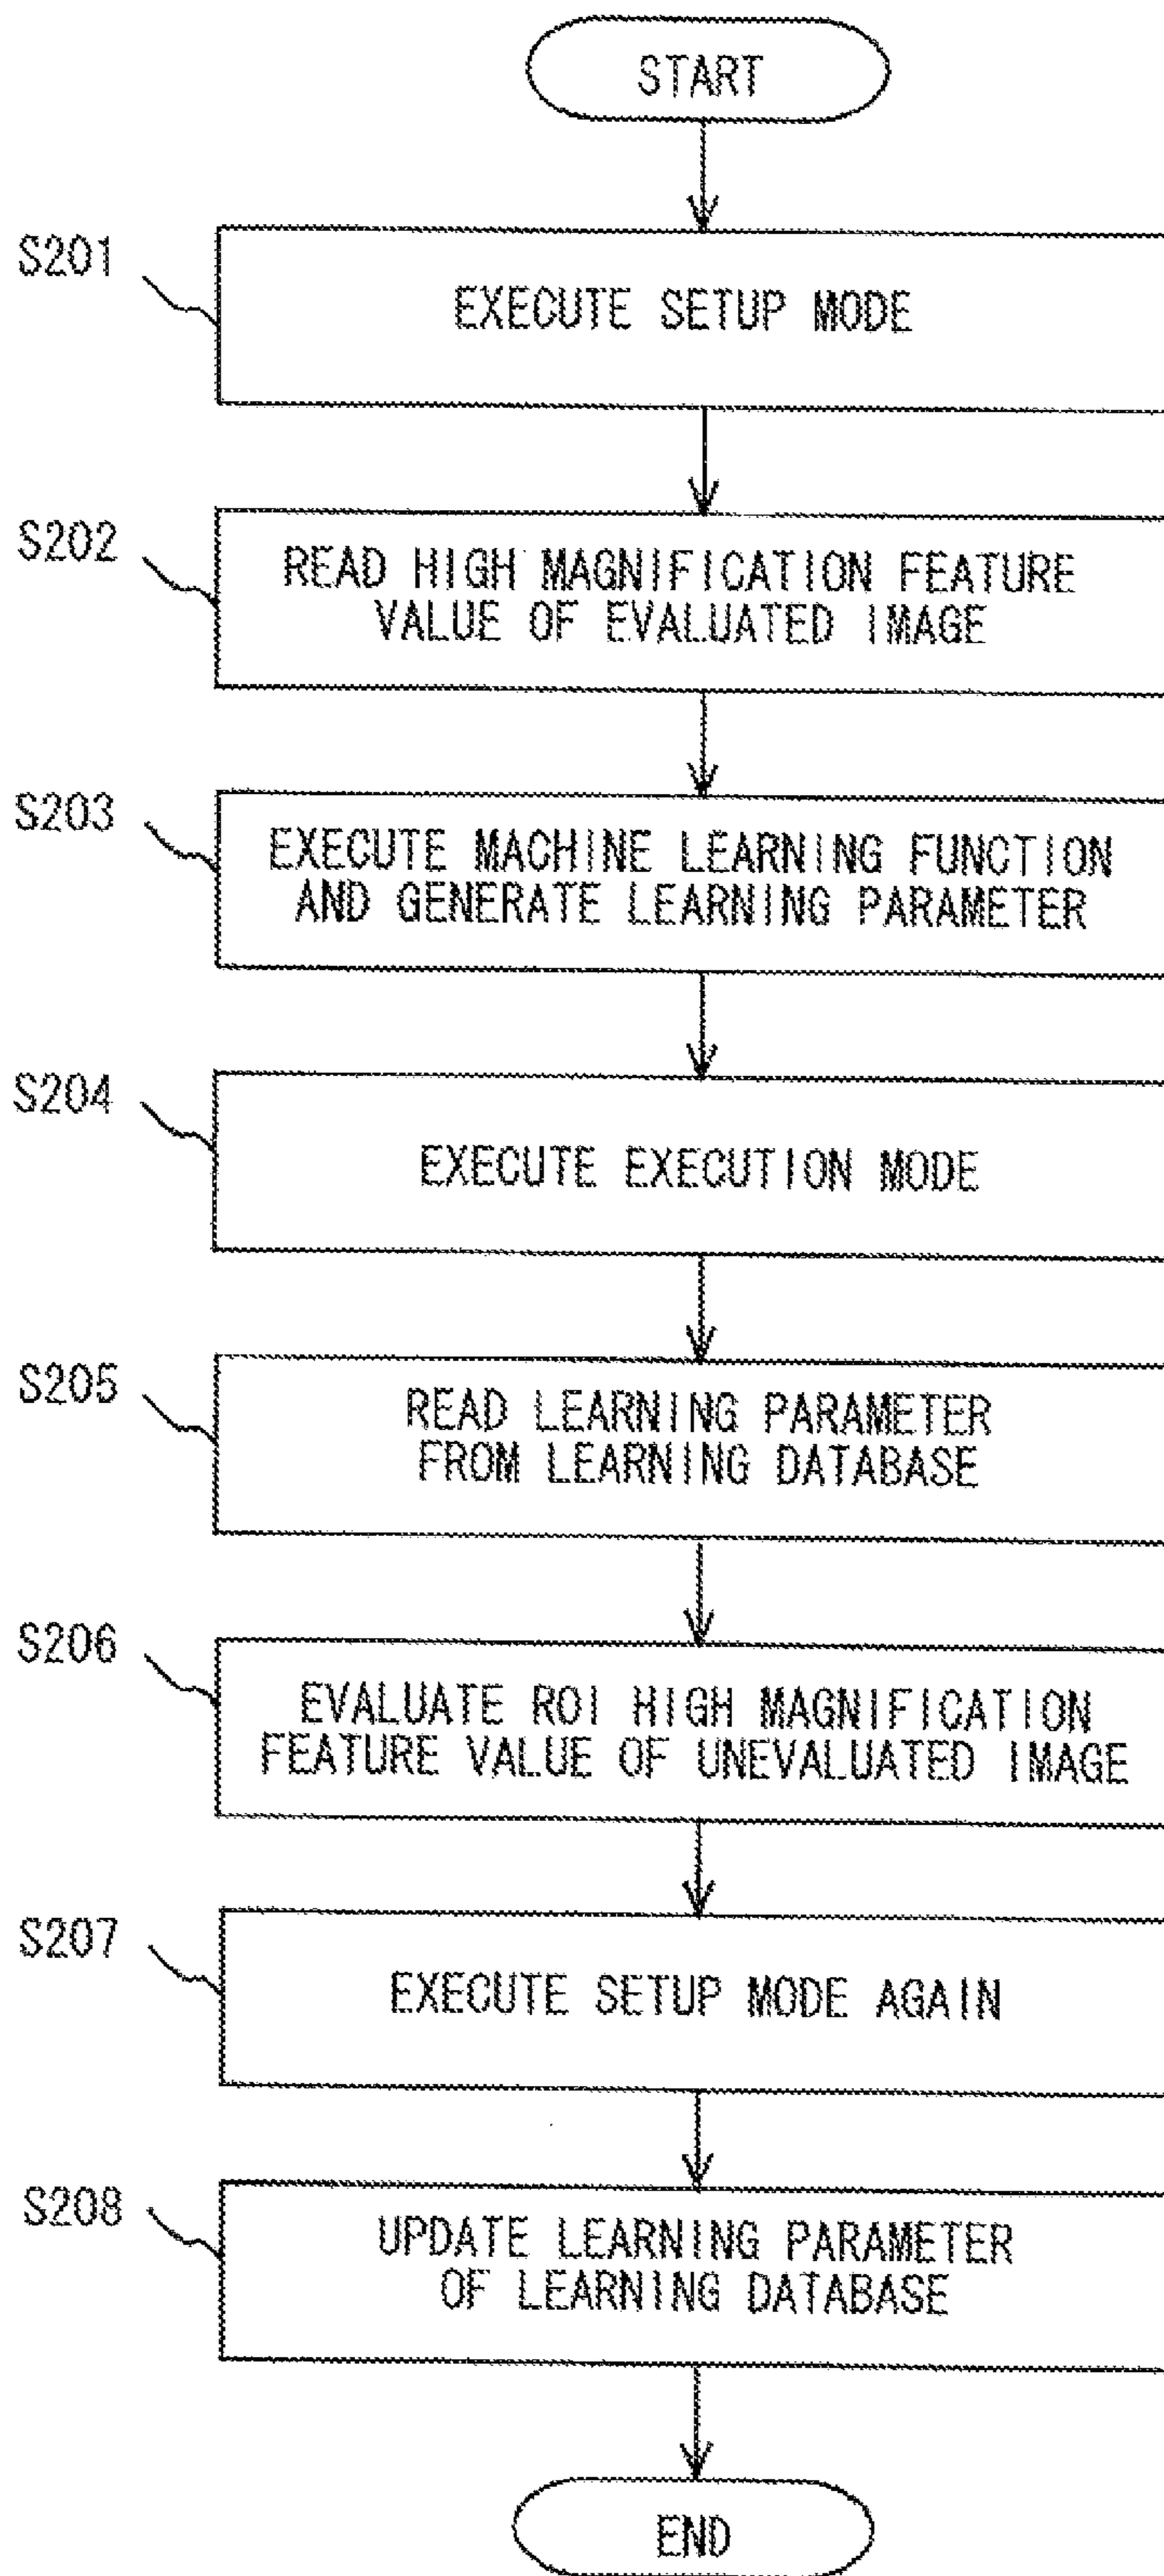 START
S201
EXECUTE SETUP MODE
S202
READ HIGH MAGNIFICATION FEATURE
VALUE OF EVALUATED IMAGE
S203
EXECUTE MACHINE LEARNING FUNCTION
AND GENERATE LEARNING PARAMETER
S204
EXECUTE EXECUTION MODE
S205
READ LEARNING PARAMETER
FROM LEARNING DATABASE
S206
EVALUATE ROI HIGH MAGNIFICATION
FEATURE VALUE OF UNEVALUATED IMAGE
S207
EXECUTE SETUP MODE AGAIN
S208
UPDATE LEARNING PARAMETER
OF LEARNING DATABASE
END